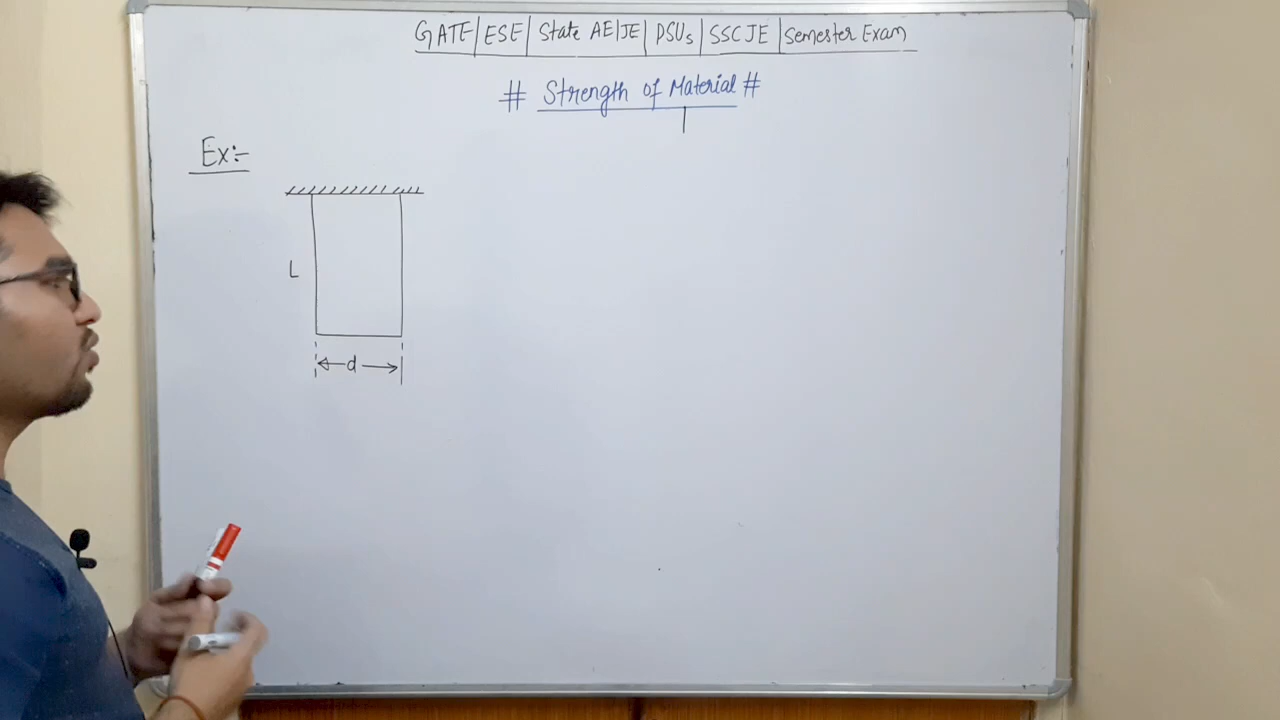 GATE|ESE|State AE|JE|PSUs|SSCJE|Semester Exam
# Strength of Material #
Ex:-
L
d